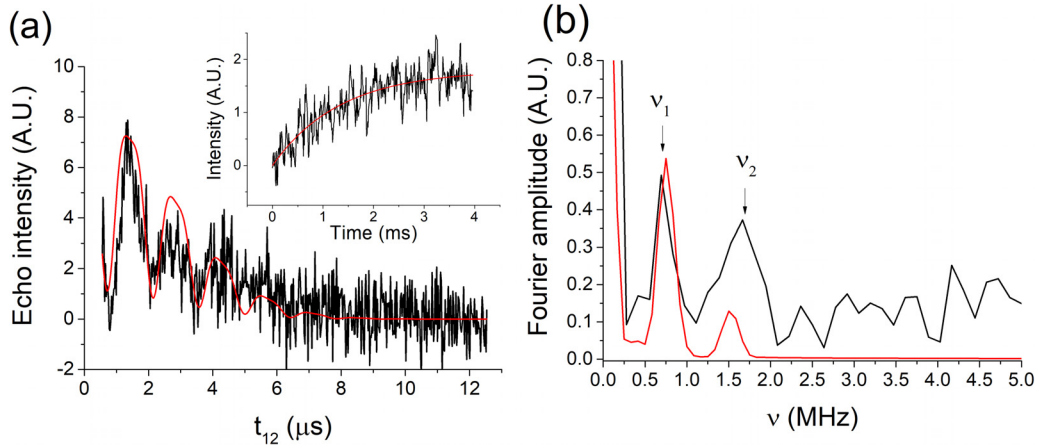 (a)
10
8
6
4
2
0
-2
Echo intensity (A.U.)
0 2 4 6 8 10 12
t12 (μs)
2
1
0
Intensity (A.U.)
0 1 2 3 4
Time (ms)
(b)
0.8
0.7
0.6
0.5
0.4
0.3
0.2
0.1
0.0
Fourier amplitude (A.U.)
ν1
ν2
0.0 0.5 1.0 1.5 2.0 2.5 3.0 3.5 4.0 4.5 5.0
ν (MHz)